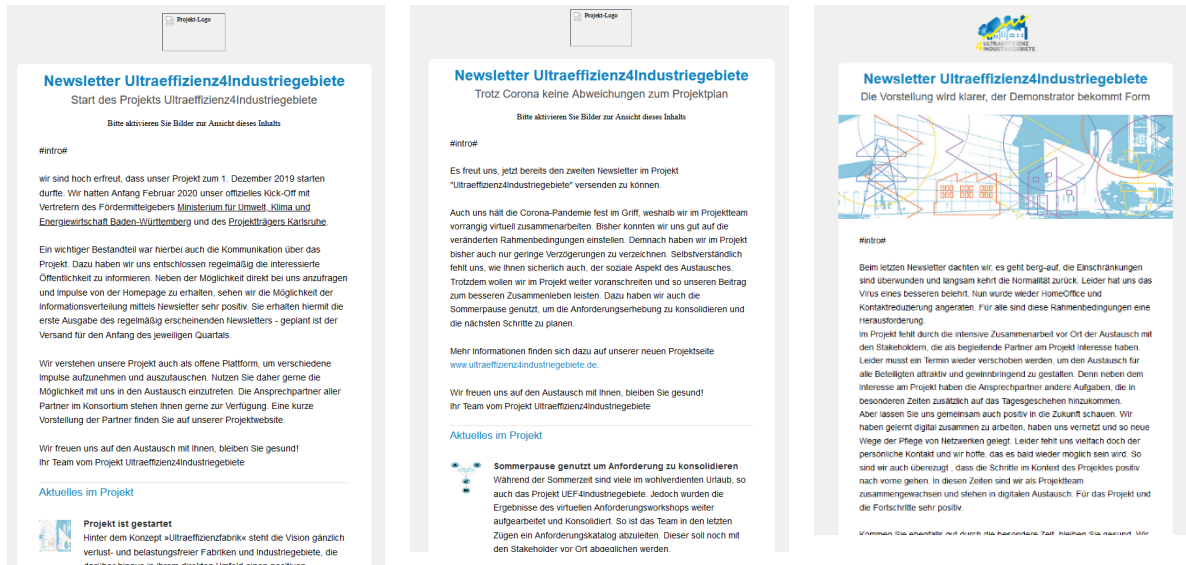 Projekt-Logo
Newsletter Ultraeffizienz4Industriegebiete
Start des Projekts Ultraeffizienz4Industriegebiete
Bitte aktivieren Sie Bilder zur Ansicht dieses Inhalts
#intro#
wir sind hoch erfreut, dass unser Projekt zum 1. Dezember 2019 starten
durfte. Wir hatten Anfang Februar 2020 unser offizielles Kick-Off mit
Vertretern des Fördermittelgebers Ministerium für Umwelt, Klima und
Energiewirtschaft Baden-Württemberg und des Projektträgers Karlsruhe.
Ein wichtiger Bestandteil war hierbei auch die Kommunikation über das
Projekt. Dazu haben wir uns entschlossen regelmäßig die interessierte
Öffentlichkeit zu informieren. Neben der Möglichkeit direkt bei uns anzufragen
und Impulse von der Homepage zu erhalten, sehen wir die Möglichkeit der
Informationsverteilung mittels Newsletter sehr positiv. Sie erhalten hiermit die
erste Ausgabe des regelmäßig erscheinenden Newsletters - geplant ist der
Versand für den Anfang des jeweiligen Quartals.
Wir verstehen unsere Projekt auch als offene Plattform, um verschiedene
Impulse aufzunehmen und auszutauschen. Nutzen Sie daher gerne die
Möglichkeit mit uns in den Austausch einzutreten. Die Ansprechpartner aller
Partner im Konsortium stehen Ihnen gerne zur Verfügung. Eine kurze
Vorstellung der Partner finden Sie auf unserer Projektwebsite.
Wir freuen uns auf den Austausch mit Ihnen, bleiben Sie gesund!
Ihr Team vom Projekt Ultraeffizienz4Industriegebiete
Aktuelles im Projekt
Projekt ist gestartet
Hinter dem Konzept »Ultraeffizienzfabrik« steht die Vision gänzlich
verlust- und belastungsfreier Fabriken und Industriegebiete, die
darüber hinaus in ihrem direkten Umfeld einen positiven
Projekt-Logo
Newsletter Ultraeffizienz4Industriegebiete
Trotz Corona keine Abweichungen zum Projektplan
Bitte aktivieren Sie Bilder zur Ansicht dieses Inhalts
#intro#
Es freut uns, jetzt bereits den zweiten Newsletter im Projekt
"Ultraeffizienz4Industriegebiete" versenden zu können.
Auch uns hält die Corona-Pandemie fest im Griff, weshalb wir im Projektteam
vorrangig virtuell zusammenarbeiten. Bisher konnten wir uns gut auf die
veränderten Rahmenbedingungen einstellen. Demnach haben wir im Projekt
bisher auch nur geringe Verzögerungen zu verzeichnen. Selbstverständlich
fehlt uns, wie Ihnen sicherlich auch, der soziale Aspekt des Austausches.
Trotzdem wollen wir im Projekt weiter voranschreiten und so unseren Beitrag
zum besseren Zusammenleben leisten. Dazu haben wir auch die
Sommerpause genutzt, um die Anforderungserhebung zu konsolidieren und
die nächsten Schritte zu planen.
Mehr Informationen finden sich dazu auf unserer neuen Projektseite
www.ultraeffizienz4industriegebiete.de.
Wir freuen uns auf den Austausch mit Ihnen, bleiben Sie gesund!
Ihr Team vom Projekt Ultraeffizienz4Industriegebiete
Aktuelles im Projekt
Sommerpause genutzt um Anforderung zu konsolidieren
Während der Sommerzeit sind viele im wohlverdienten Urlaub, so
auch das Projekt UEF4Industriegebiete. Jedoch wurden die
Ergebnisse des virtuellen Anforderungsworkshops weiter
aufgearbeitet und Konsolidiert. So ist das Team in den letzten
Zügen ein Anforderungskatalog abzuleiten. Dieser soll noch mit
den Stakeholder vor Ort abgeglichen werden.
4 ULTRAEFFIZIENZ
INDUSTRIEGEBIETE
Newsletter Ultraeffizienz4Industriegebiete
Die Vorstellung wird klarer, der Demonstrator bekommt Form
#intro#
Beim letzten Newsletter dachten wir, es geht berg-auf, die Einschränkungen
sind überwunden und langsam kehrt die Normalität zurück. Leider hat uns das
Virus eines besseren belehrt. Nun wurde wieder HomeOffice und
Kontaktreduzierung angeraten. Für alle sind diese Rahmenbedingungen eine
Herausforderung.
Im Projekt fehlt durch die intensive Zusammenarbeit vor Ort der Austausch mit
den Stakeholdern, die als begleitende Partner am Projekt Interesse haben.
Leider musst ein Termin wieder verschoben werden, um den Austausch für
alle Beteiligten attraktiv und gewinnbringend zu gestalten. Denn neben dem
Interesse am Projekt haben die Ansprechpartner andere Aufgaben, die in
besonderen Zeiten zusätzlich auf das Tagesgeschehen hinzukommen.
Aber lassen Sie uns gemeinsam auch positiv in die Zukunft schauen. Wir
haben gelernt digital zusammen zu arbeiten, haben uns vernetzt und so neue
Wege der Pflege von Netzwerken gelegt. Leider fehlt uns vielfach doch der
persönliche Kontakt und wir hoffe, das es bald wieder möglich sein wird. So
sind wir auch überezugt , dass die Schritte im Kontext des Projektes positiv
nach vorne gehen. In diesen Zeiten sind wir als Projektteam
zusammengewachsen und stehen in digitalen Austausch. Für das Projekt und
die Fortschritte sehr positiv.
Kommen Sie ebenfalls gut durch die besondere Zeit, bleiben Sie gesund. Wir